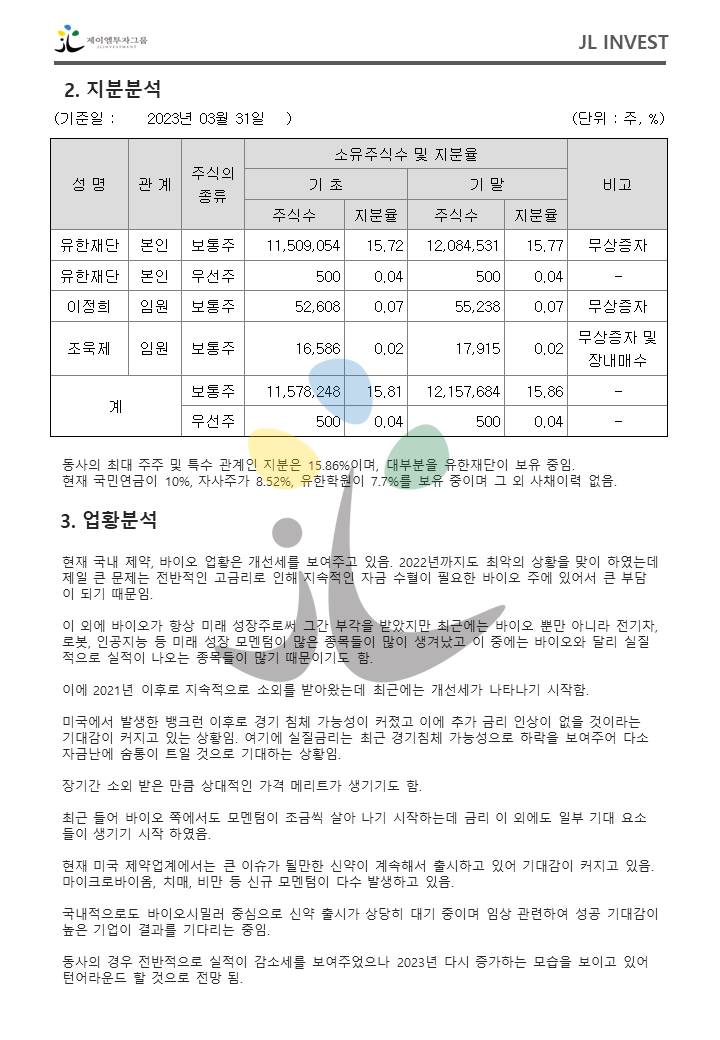 제이엘투자그룹
JL INVESTMENT
JL INVEST
2. 지분분석
(기준일 : 2023년 03월 31일 ) (단위 : 주, %)
성 명 관 계 주식의 종류 소유주식수 및 지분율 비고
기 초 기 말
주식수 지분율 주식수 지분율
유한재단 본인 보통주 11,509,054 15.72 12,084,531 15.77 무상증자
유한재단 본인 우선주 500 0.04 500 0.04 -
이정희 임원 보통주 52,608 0.07 55,238 0.07 무상증자
조욱제 임원 보통주 16,586 0.02 17,915 0.02 무상증자 및 장내매수
계 보통주 11,578,248 15.81 12,157,684 15.86 -
우선주 500 0.04 500 0.04 -
동사의 최대 주주 및 특수 관계인 지분은 15.86%이며, 대부분을 유한재단이 보유 중임.
현재 국민연금이 10%, 자사주가 8.52%, 유한학원이 7.7%를 보유 중이며 그 외 사채이력 없음.
3. 업황분석
현재 국내 제약, 바이오 업황은 개선세를 보여주고 있음. 2022년까지도 최악의 상황을 맞이 하였는데
제일 큰 문제는 전반적인 고금리로 인해 지속적인 자금 수혈이 필요한 바이오 주에 있어서 큰 부담
이 되기 때문임.
이 외에 바이오가 항상 미래 성장주로써 그간 부각을 받았지만 최근에는 바이오 뿐만 아니라 전기차,
로봇, 인공지능 등 미래 성장 모멘텀이 많은 종목들이 많이 생겨났고 이 중에는 바이오와 달리 실질
적으로 실적이 나오는 종목들이 많기 때문이기도 함.
이에 2021년 이후로 지속적으로 소외를 받아왔는데 최근에는 개선세가 나타나기 시작함.
미국에서 발생한 뱅크런 이후로 경기 침체 가능성이 커졌고 이에 추가 금리 인상이 없을 것이라는
기대감이 커지고 있는 상황임. 여기에 실질금리는 최근 경기침체 가능성으로 하락을 보여주어 다소
자금난에 숨통이 트일 것으로 기대하는 상황임.
장기간 소외 받은 만큼 상대적인 가격 메리트가 생기기도 함.
최근 들어 바이오 쪽에서도 모멘텀이 조금씩 살아 나기 시작하는데 금리 이 외에도 일부 기대 요소
들이 생기기 시작 하였음.
현재 미국 제약업계에서는 큰 이슈가 될만한 신약이 계속해서 출시하고 있어 기대감이 커지고 있음.
마이크로바이옴, 치매, 비만 등 신규 모멘텀이 다수 발생하고 있음.
국내적으로도 바이오시밀러 중심으로 신약 출시가 상당히 대기 중이며 임상 관련하여 성공 기대감이
높은 기업이 결과를 기다리는 중임.
동사의 경우 전반적으로 실적이 감소세를 보여주었으나 2023년 다시 증가하는 모습을 보이고 있어
턴어라운드 할 것으로 전망 됨.